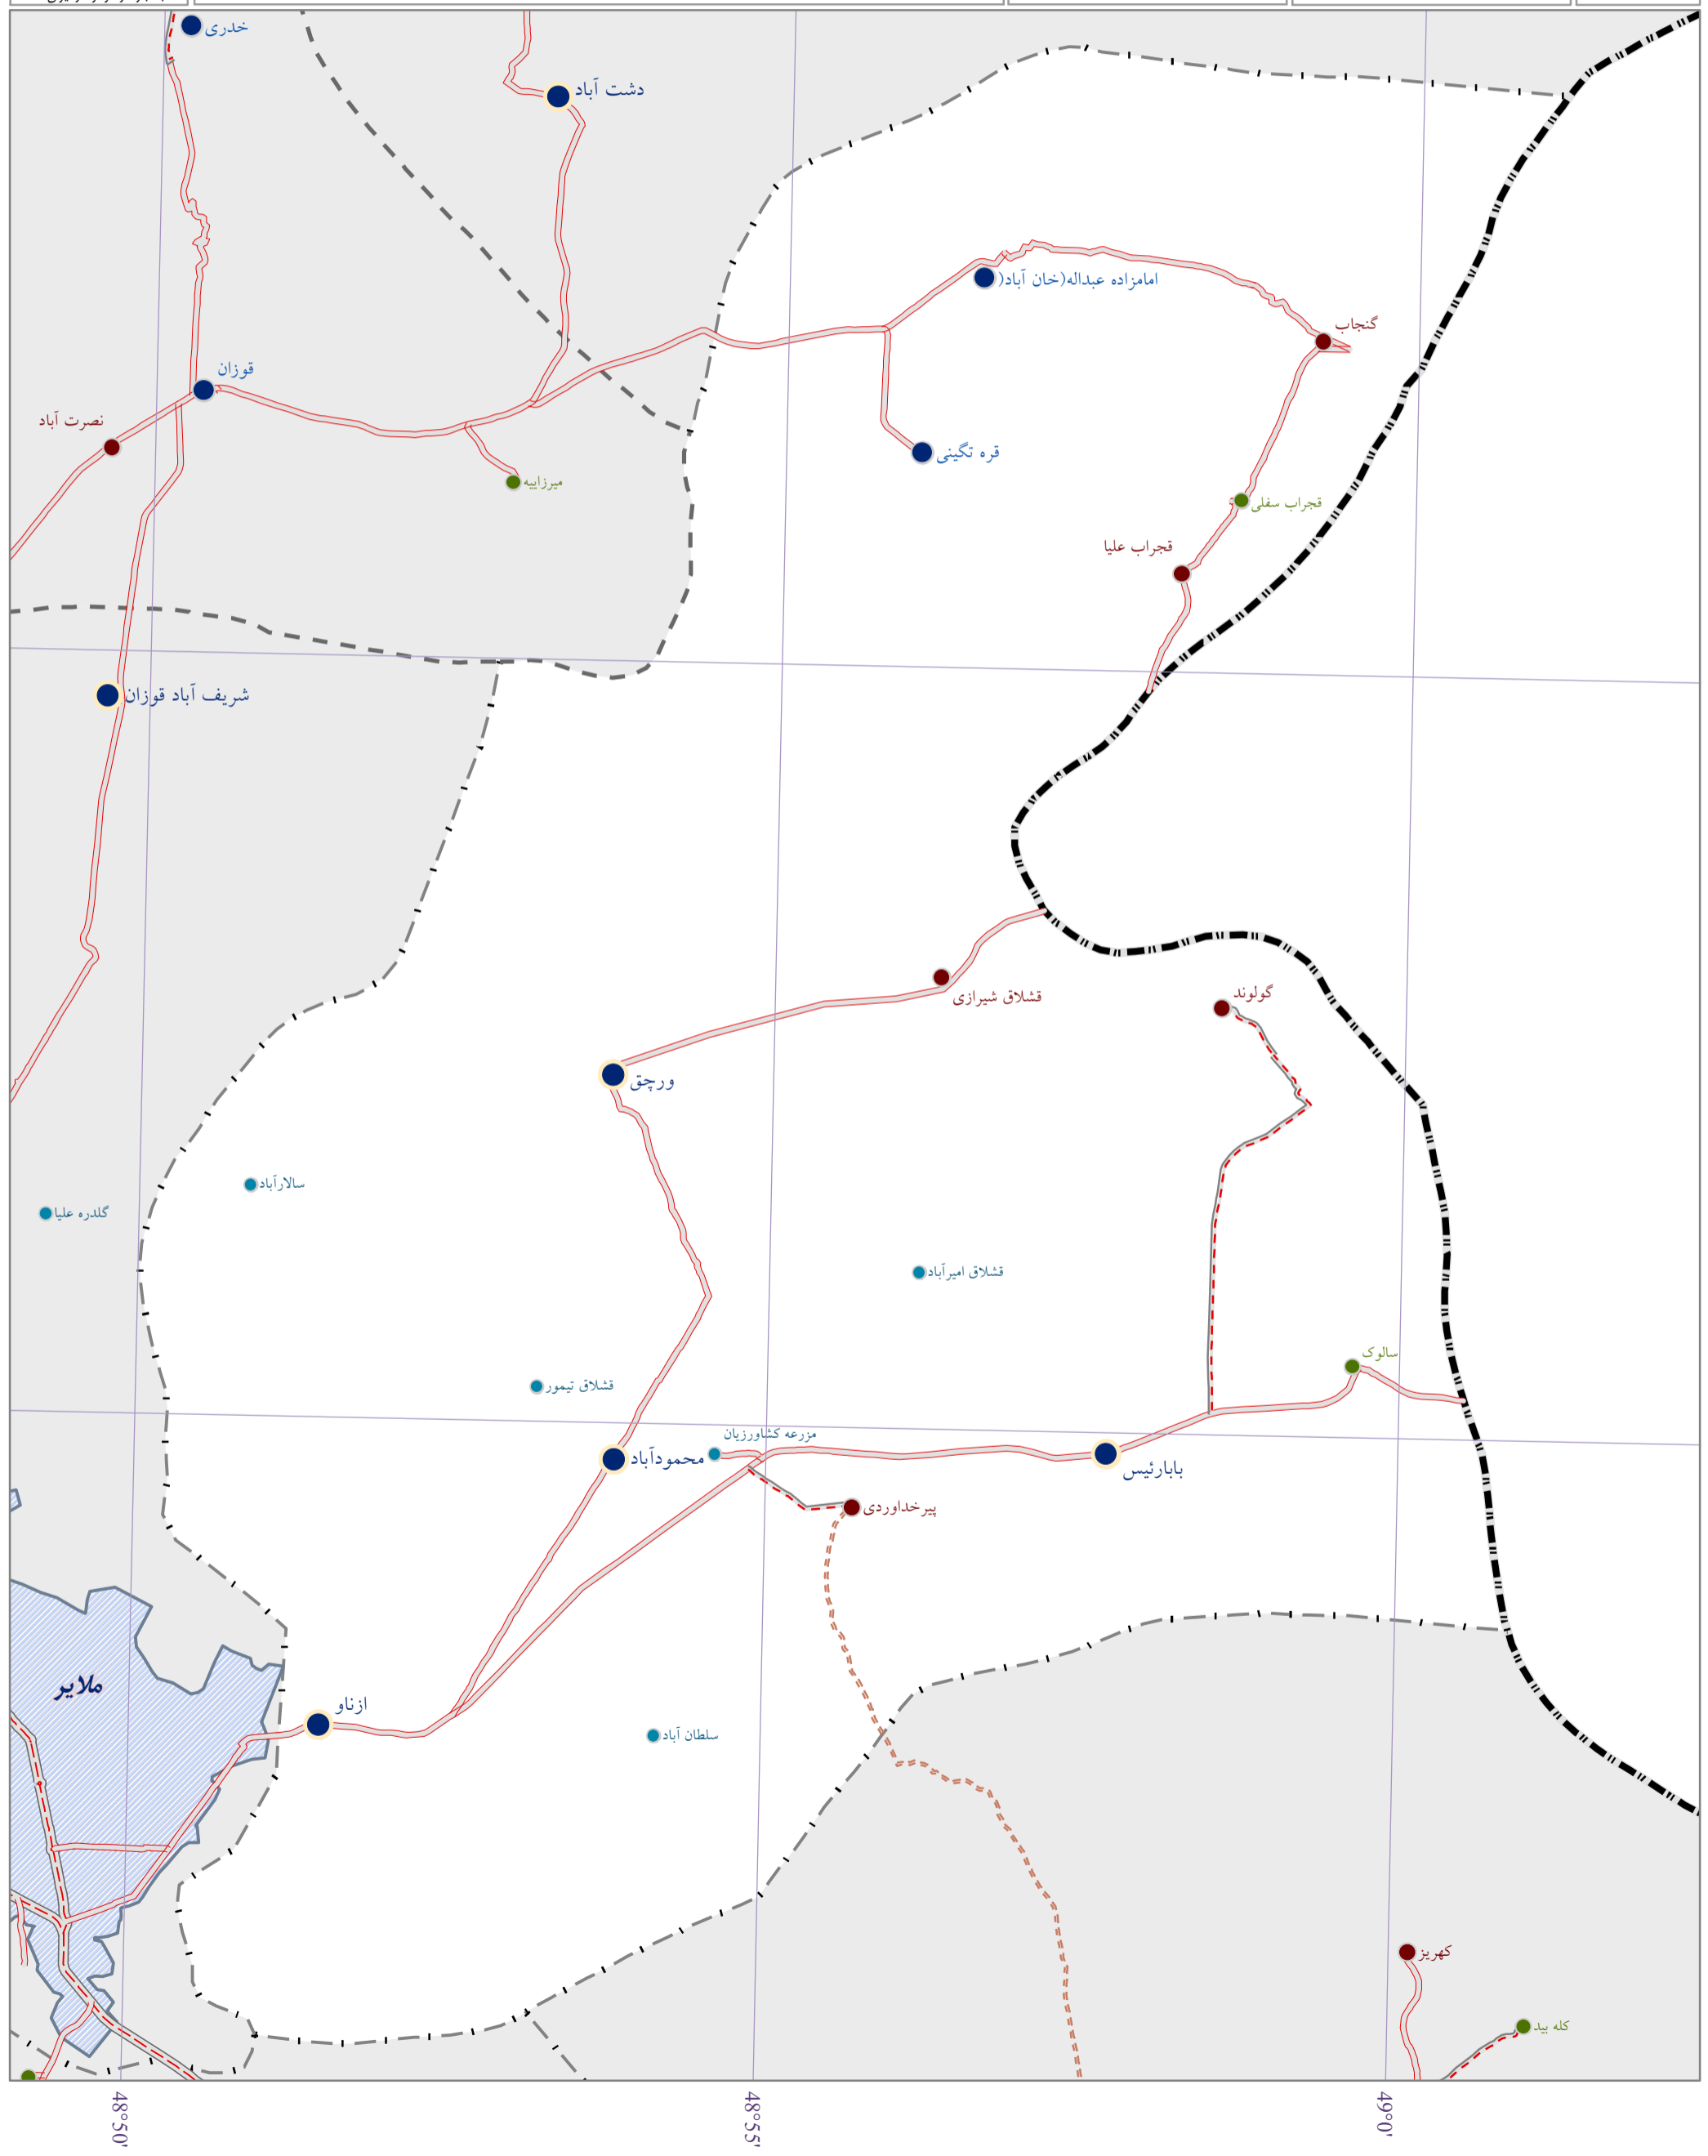 خدری
دشت آباد
امامزاده عبداله(خان آباد(
گنجاب
قوزان
نصرت آباد
قره تگینی
میرزاییه
قجراب سفلی
قجراب علیا
شریف آباد قوزان
قشلاق شیرازی
گولوند
ورچق
سالارآباد
گلدره علیا
قشلاق امیرآباد
سالوک
قشلاق تیمور
مزرعه کشاورزیان
محمودآباد
بابارئیس
پیرخداوردی
ملایر
ازناو
سلطان آباد
کهریز
کله بید
48°50'
48°55'
49°0'